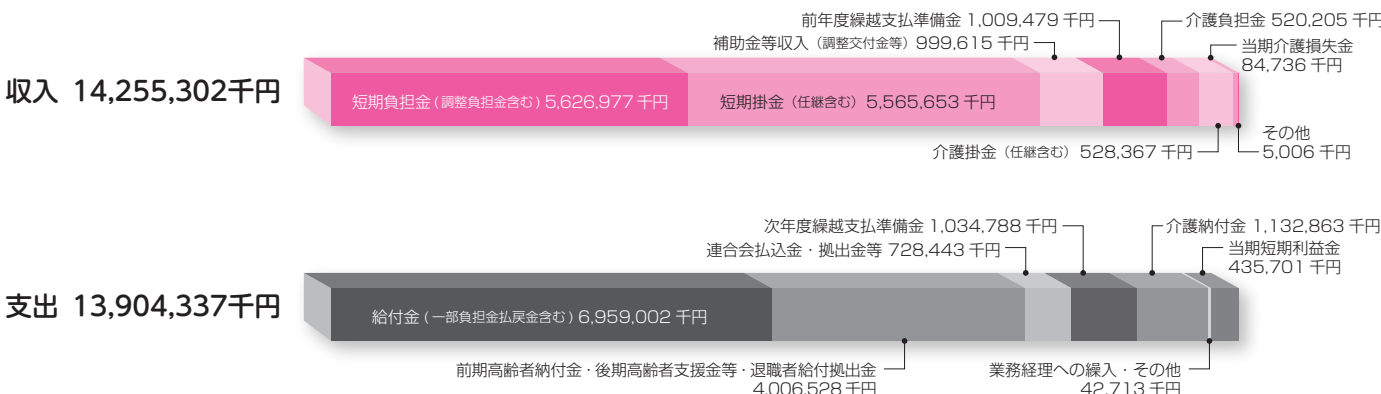 前年度繰越支払準備金 1,009,479 千円
介護負担金 520,205 千円
補助金等収入（調整交付金等）999,615 千円
当期介護損失金
84,736 千円
収入 14,255,302千円
短期負担金（調整負担金含む）5,626,977 千円
短期掛金（任継含む）5,565,653 千円
介護掛金（任継含む）528,367 千円
その他
5,006 千円
次年度繰越支払準備金 1,034,788 千円
介護納付金 1,132,863 千円
連合会払込金・拠出金等 728,443 千円
当期短期利益金
435,701 千円
支出 13,904,337千円
給付金（一部負担金払戻金含む）6,959,002 千円
前期高齢者納付金・後期高齢者支援金等・退職者給付拠出金
4,006,528 千円
業務経理への繰入・その他
42,713 千円